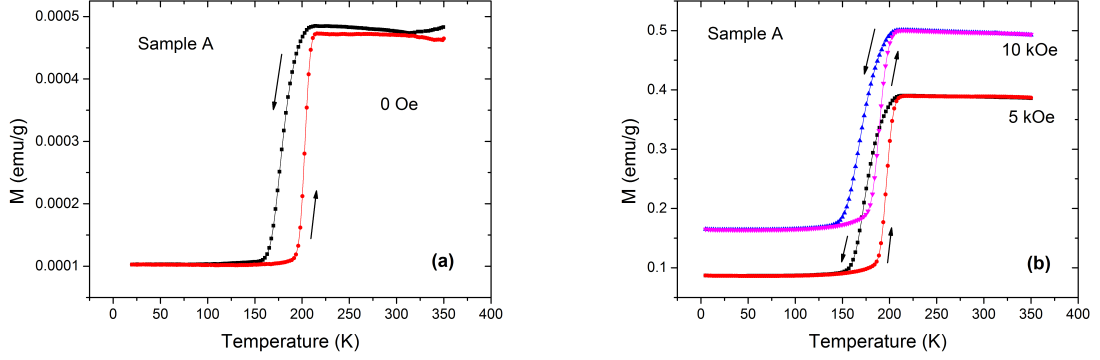 0.0005
0.0004
0.0003
0.0002
0.0001
M (emu/g)
Sample A
0 Oe
(a)
0 50 100 150 200 250 300 350 400
Temperature (K)
0.5
0.4
0.3
0.2
0.1
M (emu/g)
Sample A
10 kOe
5 kOe
(b)
0 50 100 150 200 250 300 350 400
Temperature (K)